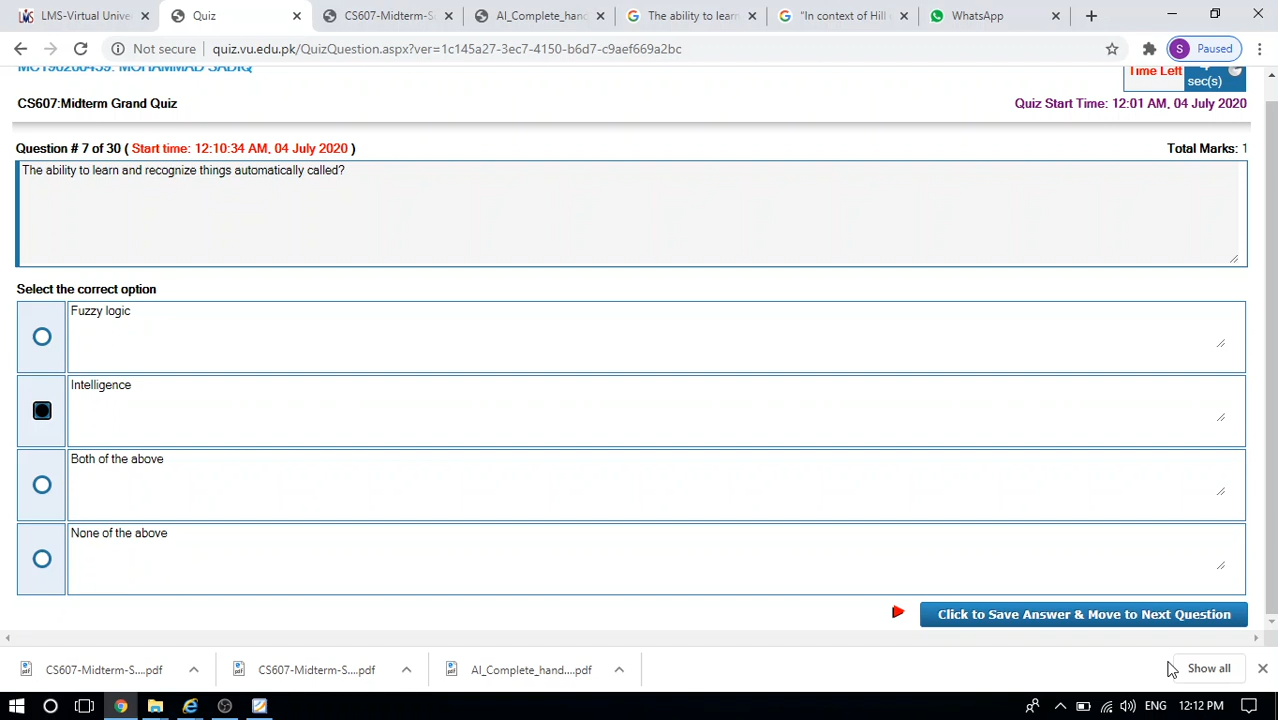 LMS-Virtual Unive
Quiz
CS607-Midterm-S
AI_Complete_hand
The ability to learn
"In context of Hill c
WhatsApp
Not secure
quiz.vu.edu.pk/QuizQuestion.aspx?ver=1c145a27-3ec7-4150-b6d7-c9aef669a2bc
S
Paused
MC190200459: MOHAMMAD SADIQ
Time Left
sec(s)
CS607:Midterm Grand Quiz
Quiz Start Time: 12:01 AM, 04 July 2020
Question # 7 of 30 ( Start time: 12:10:34 AM, 04 July 2020 )
Total Marks: 1
The ability to learn and recognize things automatically called?
Select the correct option
Fuzzy logic
Intelligence
Both of the above
None of the above
Click to Save Answer & Move to Next Question
CS607-Midterm-S....pdf
CS607-Midterm-S....pdf
AI_Complete_hand....pdf
Show all
ENG
12:12 PM